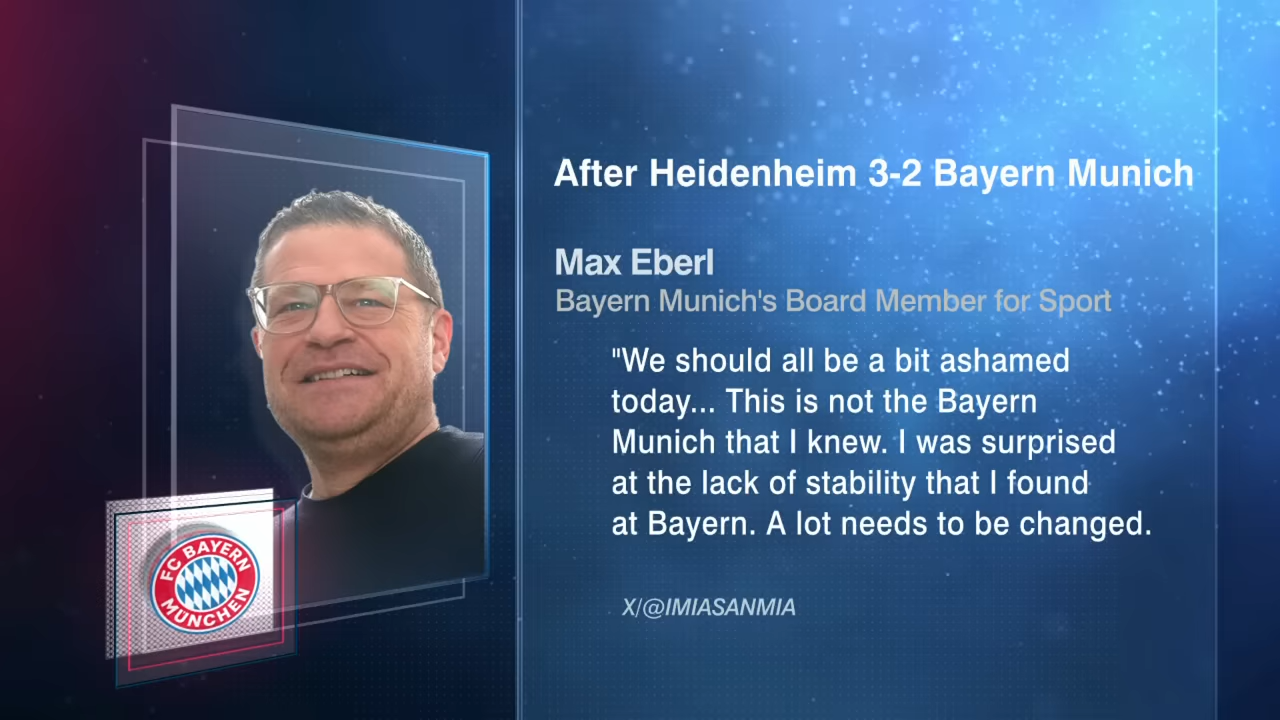 After Heidenheim 3-2 Bayern Munich
Max Eberl
Bayern Munich's Board Member for Sport
"We should all be a bit ashamed
today... This is not the Bayern
Munich that I knew. I was surprised
at the lack of stability that I found
at Bayern. A lot needs to be changed.
X/@IMIASANMIA
FC BAYERN
MÜNCHEN